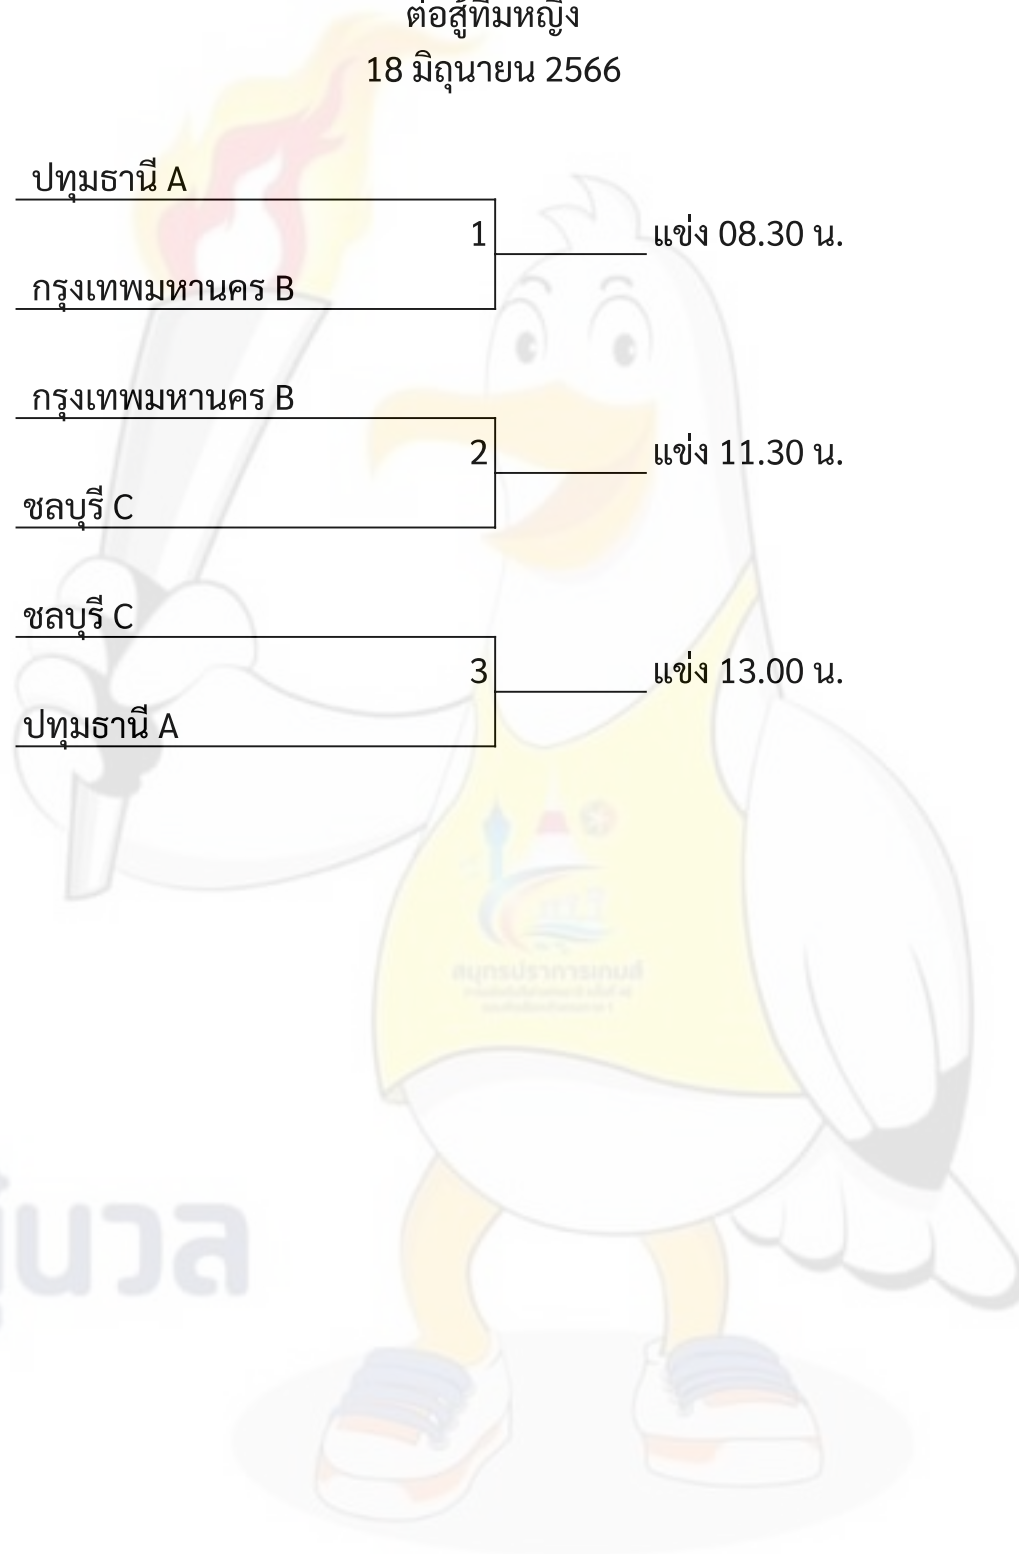 ต่อสู้ทีมหญิง
18 มิถุนายน 2566
ปทุมธานี A
1 แข่ง 08.30 น.
กรุงเทพมหานคร B
กรุงเทพมหานคร B
2 แข่ง 11.30 น.
ชลบุรี C
ชลบุรี C
3 แข่ง 13.00 น.
ปทุมธานี A
สมุทรปราการเกมส์
นวล